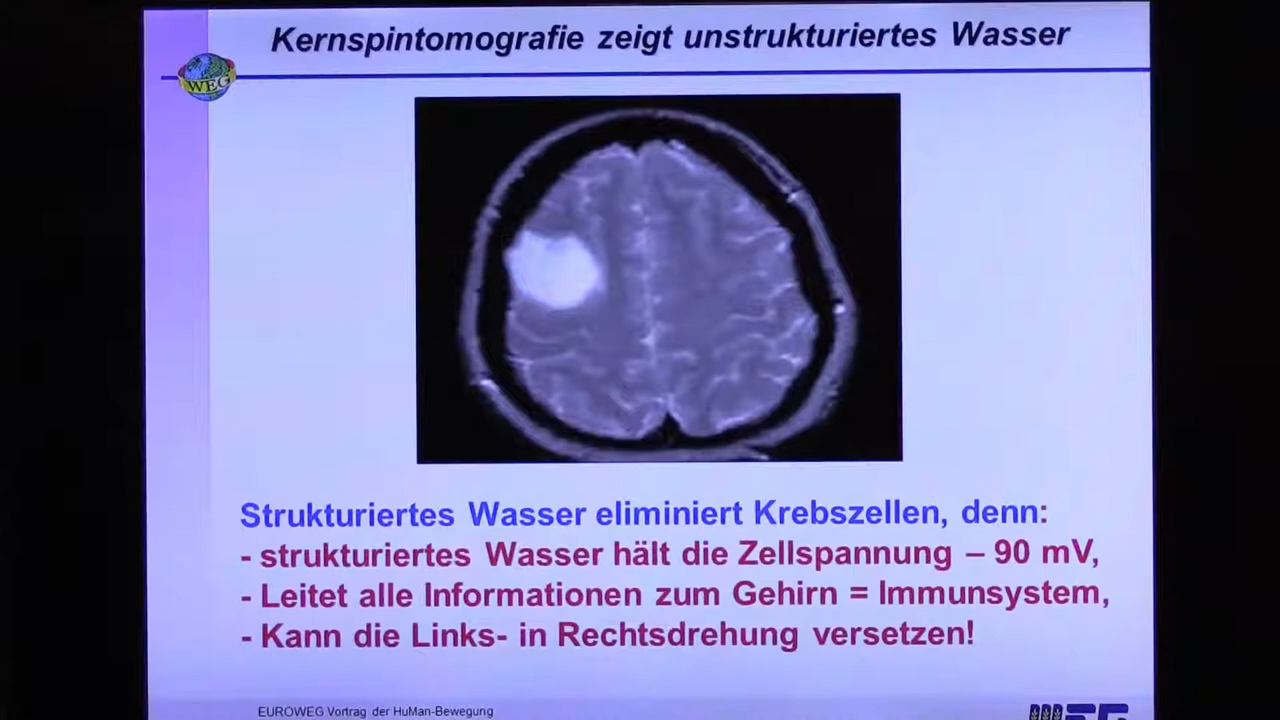 Kernspintomografie zeigt unstrukturiertes Wasser
WEG
Strukturiertes Wasser eliminiert Krebszellen, denn:
- strukturiertes Wasser hält die Zellspannung – 90 mV,
- Leitet alle Informationen zum Gehirn = Immunsystem,
- Kann die Links- in Rechtsdrehung versetzen!
EUROWEG Vortrag der HuMan-Bewegung